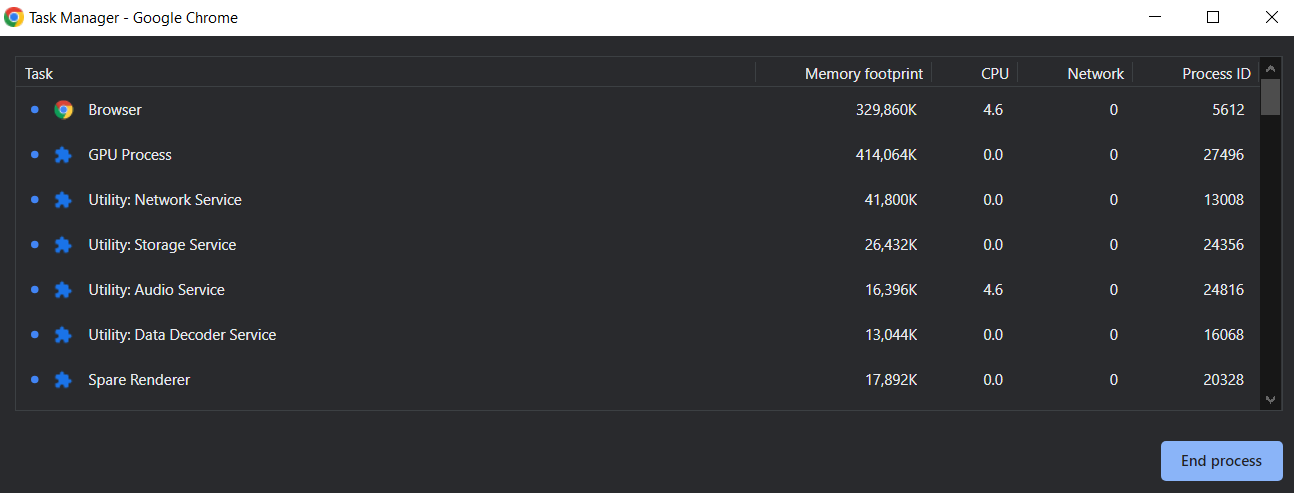 Task Manager - Google Chrome
Task Memory footprint CPU Network Process ID
Browser 329,860K 4.6 0 5612
GPU Process 414,064K 0.0 0 27496
Utility: Network Service 41,800K 0.0 0 13008
Utility: Storage Service 26,432K 0.0 0 24356
Utility: Audio Service 16,396K 4.6 0 24816
Utility: Data Decoder Service 13,044K 0.0 0 16068
Spare Renderer 17,892K 0.0 0 20328
End process